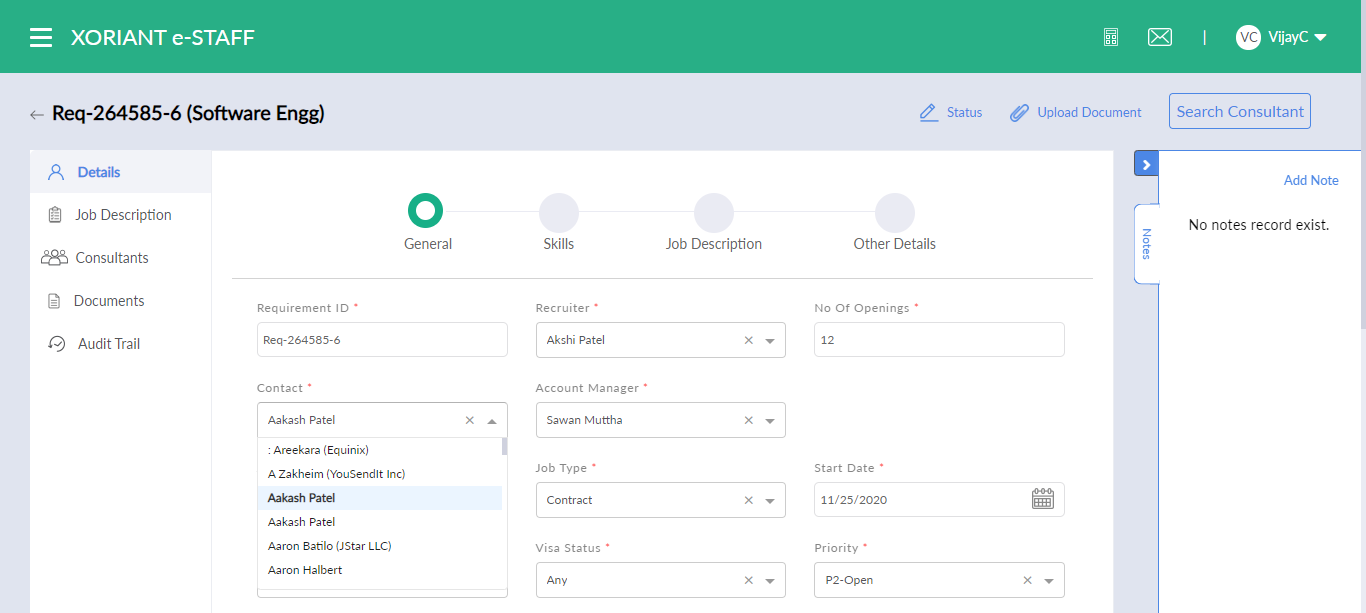 XORIANT e-STAFF
|
VC VijayC
Req-264585-6 (Software Engg)
Status
Upload Document
Search Consultant
Details
Job Description
Consultants
Documents
Audit Trail
General
Skills
Job Description
Other Details
Add Note
No notes record exist.
Notes
Requirement ID *
Req-264585-6
Recruiter *
Akshi Patel
No Of Openings *
12
Contact *
Aakash Patel
: Areekara (Equinix)
A Zakheim (YouSendIt Inc)
Aakash Patel
Aakash Patel
Aaron Batilo (JStar LLC)
Aaron Halbert
Account Manager *
Sawan Muttha
Job Type *
Contract
Start Date *
11/25/2020
Visa Status *
Any
Priority *
P2-Open